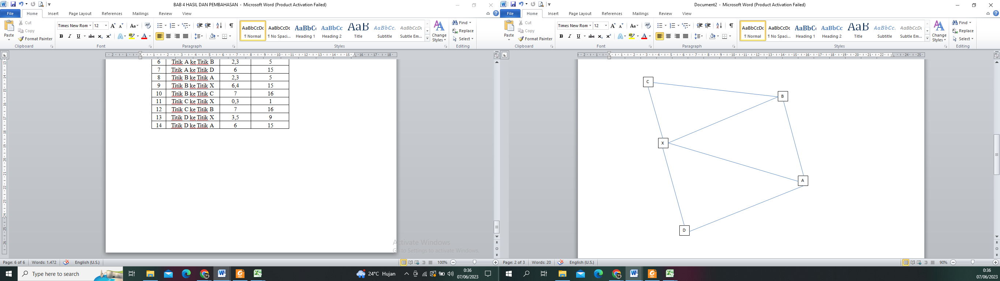 BAB 4 HASIL DAN PEMBAHASAN - Microsoft Word (Product Activation Failed)
File Home Insert Page Layout References Mailings Review View
Cut
Copy
Format Painter
Paste
Clipboard
Times New Rom 12
Font
Paragraph
AaBbCcDc AaBbCcDc AaBbCc AaBbCc AaB AaBbCc. AaBbCcDc
¶ Normal ¶ No Spaci... Heading 1 Heading 2 Title Subtitle Subtle Em...
Change Styles
Styles
Find
Replace
Select
Editing
6 Titik A ke Titik B 2,3 5
7 Titik A ke Titik D 6 15
8 Titik B ke Titik A 2,3 5
9 Titik B ke Titik X 6,4 15
10 Titik B ke Titik C 7 16
11 Titik C ke Titik X 0,3 1
12 Titik C ke Titik B 7 16
13 Titik D ke Titik X 3,5 9
14 Titik D ke Titik A 6 15
Activate Windows
Go to Settings to activate Windows.
Page: 6 of 6 Words: 1.472 English (U.S.) 100%
Type here to search
24°C Hujan
0:36
07/06/2023
Document2 - Microsoft Word (Product Activation Failed)
File Home Insert Page Layout References Mailings Review View
Cut
Copy
Format Painter
Paste
Clipboard
Times New Rom 12
Font
Paragraph
AaBbCcDc AaBbCcDc AaBbCc AaBbCc AaB AaBbCc. AaBbCcDc
¶ Normal ¶ No Spaci... Heading 1 Heading 2 Title Subtitle Subtle Em...
Change Styles
Styles
Find
Replace
Select
Editing
C
B
X
A
D
Page: 2 of 3 Words: 20 English (U.S.) 90%
0:36
07/06/2023